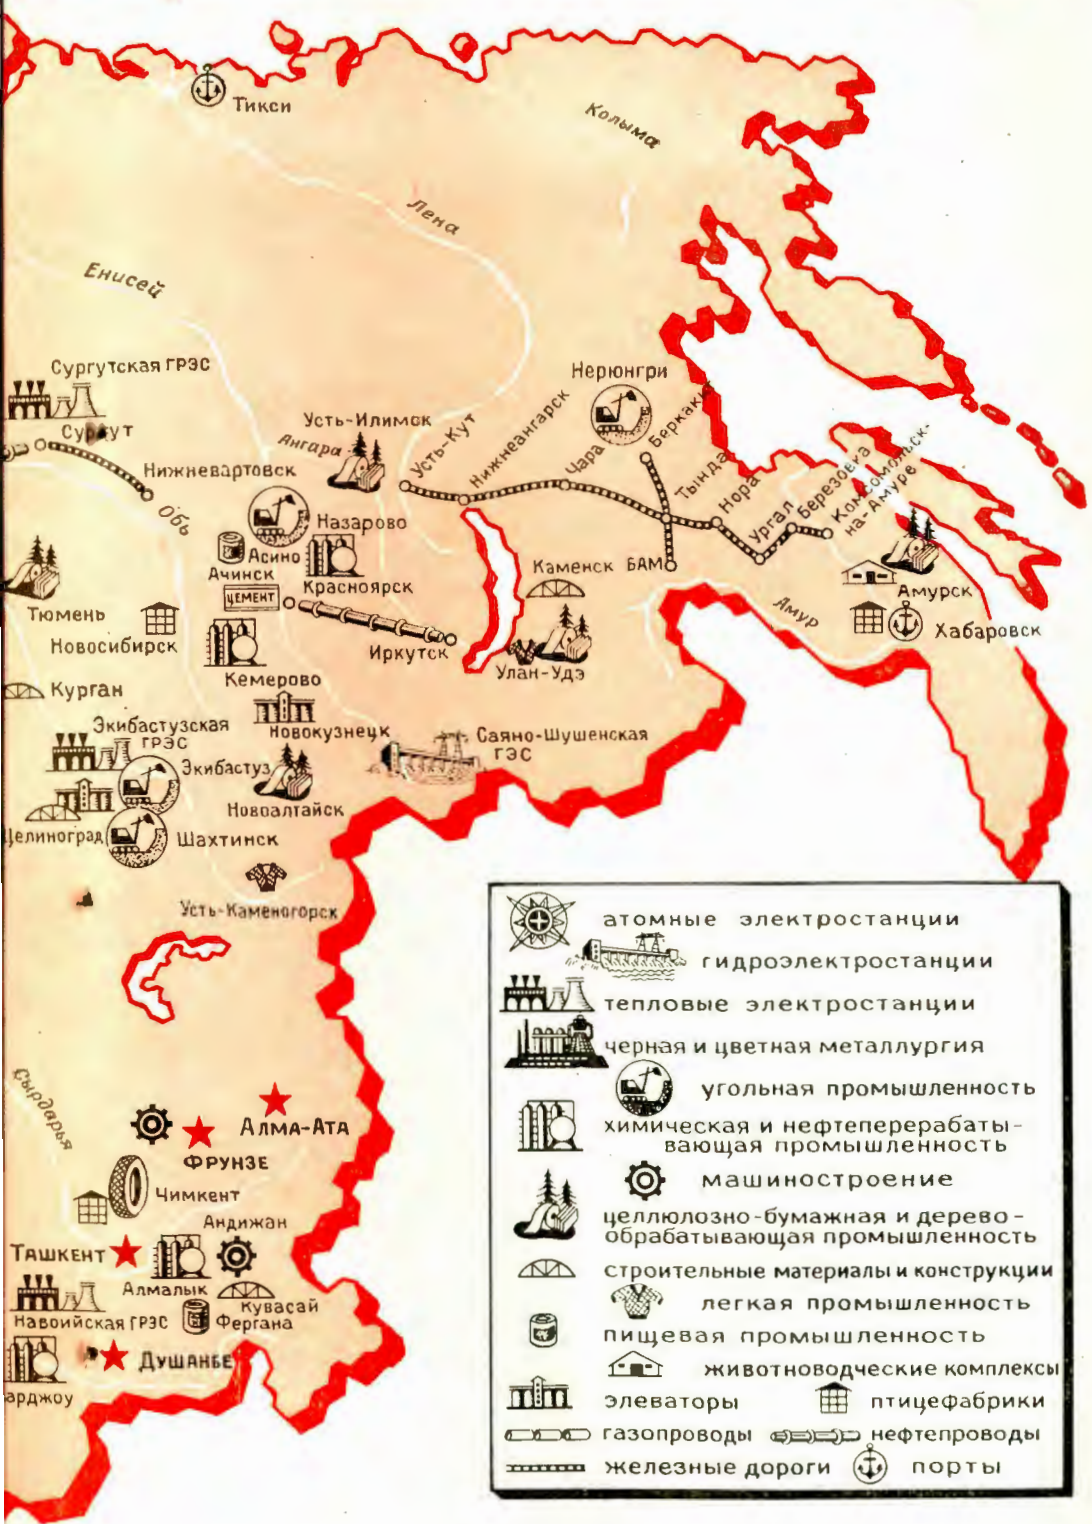 Тикси
Колыма
Лена
Енисей
Сургутская ГРЭС
Нерюнгри
Усть-Илимск
Ангара
Усть-Кут
Нижнеангарск
Чара
Беркакит
Тында
Нора
Ургал
Березовка
Комсомольск-
на-Амуре
Сургут
Нижневартовск
Обь
Назарово
Асино
Ачинск
Красноярск
ЦЕМЕНТ
Каменск
БАМ
Амурск
Амур
Хабаровск
Тюмень
Новосибирск
Иркутск
Улан-Удэ
Кемерово
Курган
Новокузнецк
Саяно-Шушенская
ГЭС
Экибастузская
ГРЭС
Экибастуз
Новоалтайск
Целиноград
Шахтинск
Усть-Каменогорск
Сырдарья
Алма-Ата
Фрунзе
Чимкент
Андижан
Ташкент
Алмалык
Кувасай
Навоийская ГРЭС
Фергана
Душанбе
арджоу
атомные электростанции
гидроэлектростанции
тепловые электростанции
черная и цветная металлургия
угольная промышленность
химическая и нефтеперерабаты-
вающая промышленность
машиностроение
целлюлозно-бумажная и дерево-
обрабатывающая промышленность
строительные материалы и конструкции
легкая промышленность
пищевая промышленность
животноводческие комплексы
элеваторы
птицефабрики
газопроводы
нефтепроводы
железные дороги
порты